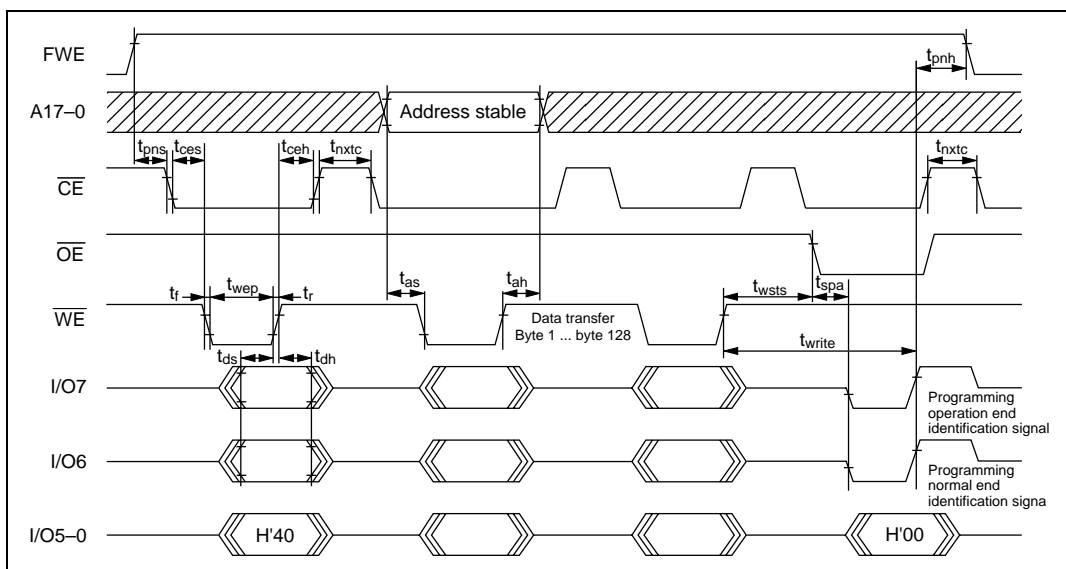 FWE
tpnh
A17–0
Address stable
tpns tces tceh tnxtc tnxtc
CE
OE
tf twep tr tas tah twsts tspa
WE
Data transfer
Byte 1 ... byte 128
twrite
tds tdh
I/O7
Programming
operation end
identification signal
I/O6
Programming
normal end
identification signa
I/O5–0
H'40
H'00